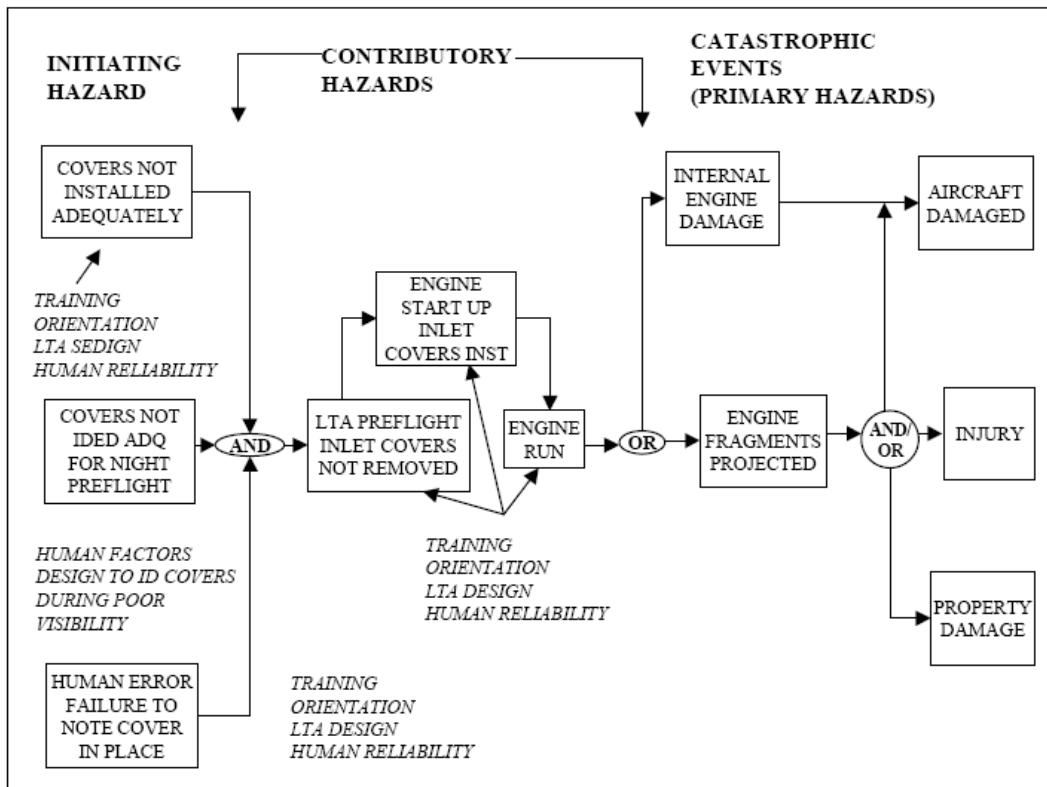 INITIATING
HAZARD
CONTRIBUTORY
HAZARDS
CATASTROPHIC
EVENTS
(PRIMARY HAZARDS)
COVERS NOT
INSTALLED
ADEQUATELY
TRAINING
ORIENTATION
LTA SEDIGN
HUMAN RELIABILITY
COVERS NOT
IDED ADQ
FOR NIGHT
PREFLIGHT
HUMAN FACTORS
DESIGN TO ID COVERS
DURING POOR
VISIBILITY
HUMAN ERROR
FAILURE TO
NOTE COVER
IN PLACE
AND
TRAINING
ORIENTATION
LTA DESIGN
HUMAN RELIABILITY
LTA PREFLIGHT
INLET COVERS
NOT REMOVED
ENGINE
START UP
INLET
COVERS INST
ENGINE
RUN
TRAINING
ORIENTATION
LTA DESIGN
HUMAN RELIABILITY
OR
INTERNAL
ENGINE
DAMAGE
ENGINE
FRAGMENTS
PROJECTED
AND/
OR
AIRCRAFT
DAMAGED
INJURY
PROPERTY
DAMAGE